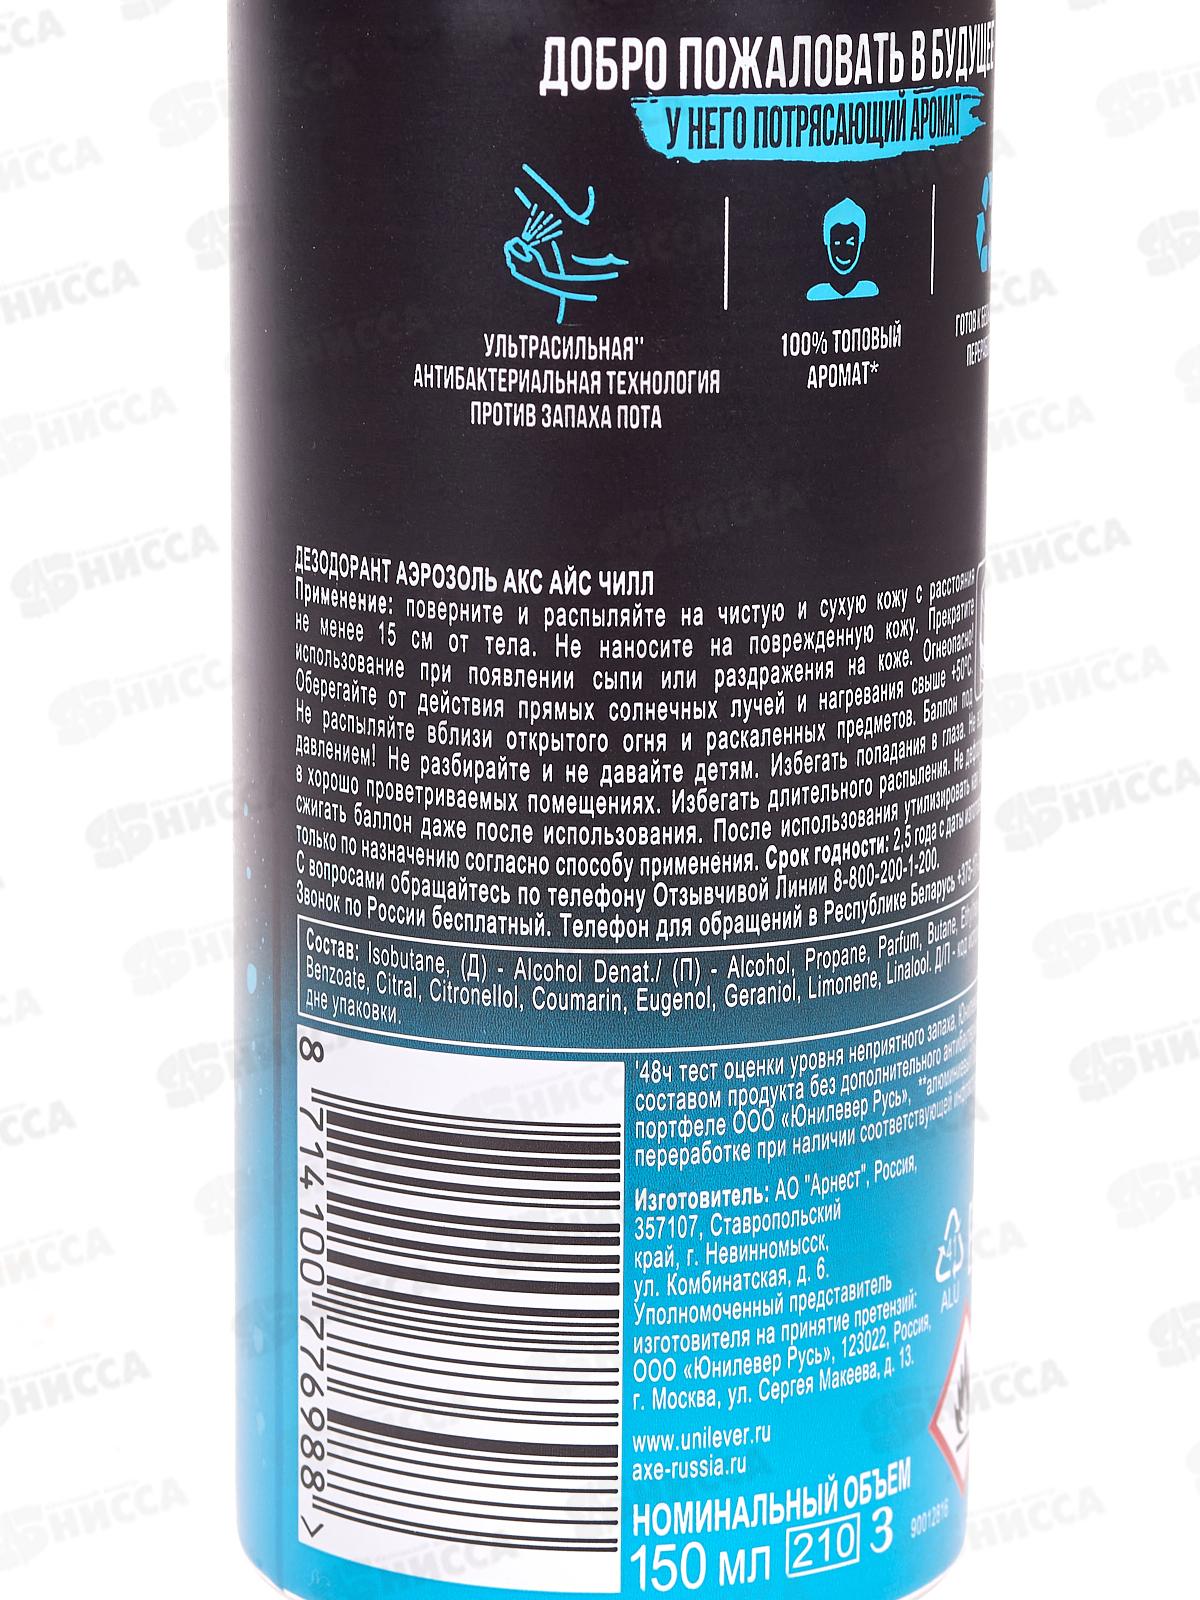 ДОБРО ПОЖАЛОВАТЬ В БУДУЩЕЕ
У НЕГО ПОТРЯСАЮЩИЙ АРОМАТ
УЛЬТРАСИЛЬНАЯ''
АНТИБАКТЕРИАЛЬНАЯ ТЕХНОЛОГИЯ
ПРОТИВ ЗАПАХА ПОТА
100% ТОПОВЫЙ
АРОМАТ*
ГОТОВ К
ДЕЗОДОРАНТ АЭРОЗОЛЬ АКС АЙС ЧИЛЛ
Применение: поверните и распыляйте на чистую и сухую кожу с расстояния
не менее 15 см от тела. Не наносите на поврежденную кожу. Прекратите
использование при появлении сыпи или раздражения на коже. Огнеопасно!
Оберегайте от действия прямых солнечных лучей и нагревания свыше +50°С.
Не распыляйте вблизи открытого огня и раскаленных предметов. Баллон под
давлением! Не разбирайте и не давайте детям. Избегать попадания в глаза.
в хорошо проветриваемых помещениях. Избегать длительного распыления. Не
сжигать баллон даже после использования. После использования утилизировать
только по назначению согласно способу применения. Срок годности: 2,5 года с даты
С вопросами обращайтесь по телефону Отзывчивой Линии 8-800-200-1-200.
Звонок по России бесплатный. Телефон для обращений в Республике Беларусь +375-
Состав: Isobutane, (Д) - Alcohol Denat./ (П) - Alcohol, Propane, Parfum, Butane,
Benzoate, Citral, Citronellol, Coumarin, Eugenol, Geraniol, Limonene, Linalool. Д/П - код
дне упаковки.
'48ч тест оценки уровня неприятного запаха,
составом продукта без дополнительного
портфеле ООО «Юнилевер Русь»,
переработке при наличии соответствующей
Изготовитель: АО "Арнест", Россия,
357107, Ставропольский
край, г. Невинномысск,
ул. Комбинатская, д. 6.
Уполномоченный представитель
изготовителя на принятие претензий:
ООО «Юнилевер Русь», 123022, Россия,
г. Москва, ул. Сергея Макеева, д. 13.
www.unilever.ru
axe-russia.ru
НОМИНАЛЬНЫЙ ОБЪЕМ
150 мл 210 3
90012816
41
ALU
8 714100 776988 >
НИССА